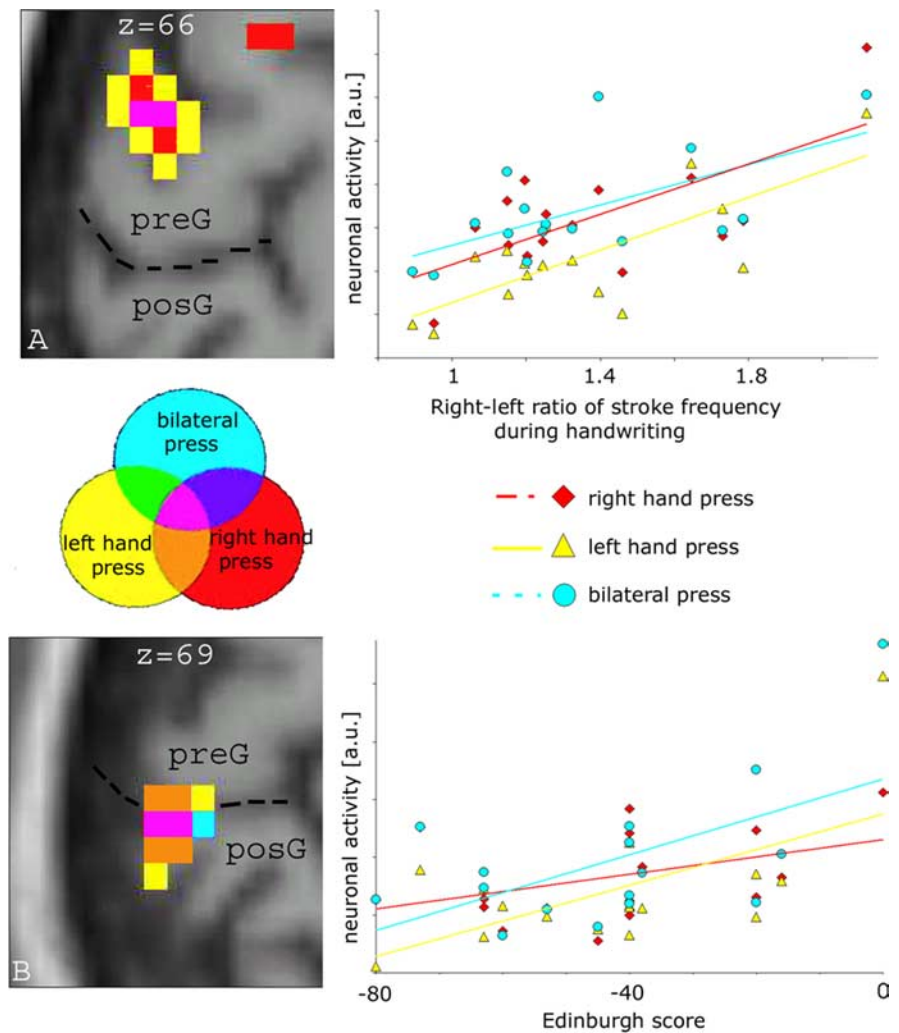 z=66
preG
posG
A
neuronal activity [a.u.]
1
1.4
1.8
Right-left ratio of stroke frequency
during handwriting
bilateral
press
left hand
press
right hand
press
right hand press
left hand press
bilateral press
z=69
preG
posG
B
neuronal activity [a.u.]
-80
-40
0
Edinburgh score